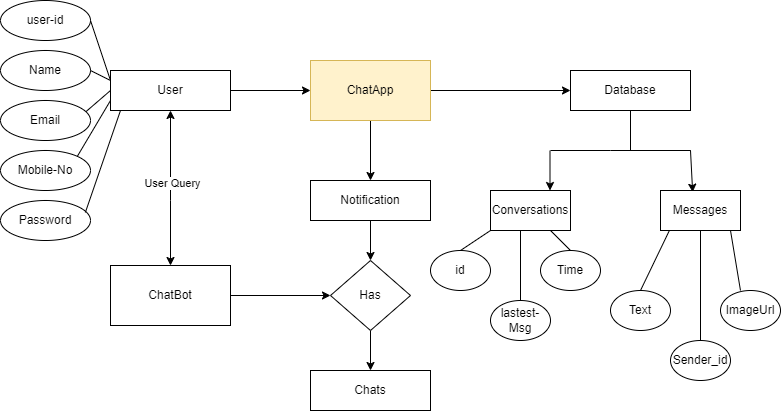 user-id
Name
Email
Mobile-No
Password
User
ChatApp
Database
User Query
Notification
Conversations
Messages
ChatBot
Has
Chats
id
Time
lastest-
Msg
Text
ImageUrl
Sender_id